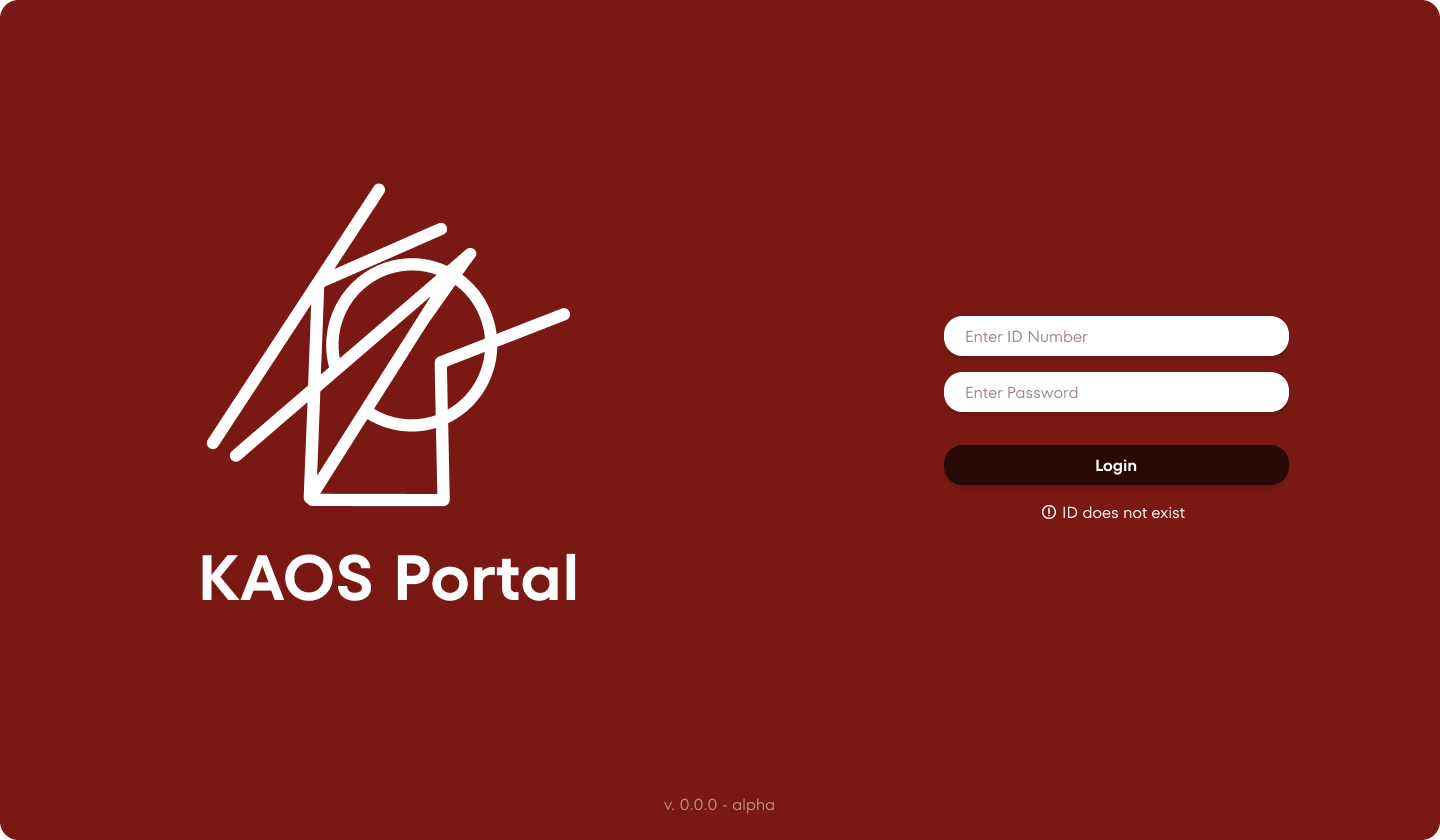 KAOS Portal
Enter ID Number
Enter Password
Login
ID does not exist
v. 0.0.0 - alpha